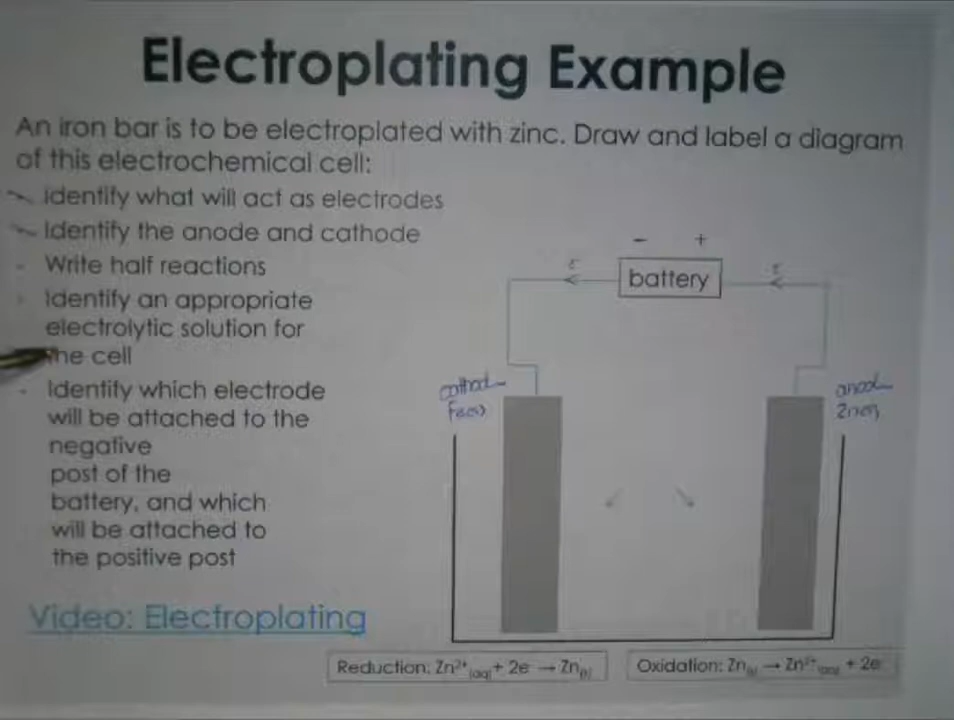 Electroplating Example
An iron bar is to be electroplated with zinc. Draw and label a diagram
of this electrochemical cell:
Identify what will act as electrodes
Identify the anode and cathode
- Write half reactions
- Identify an appropriate
electrolytic solution for
the cell
- Identify which electrode
will be attached to the
negative
post of the
battery, and which
will be attached to
the positive post
Video: Electroplating
- +
battery
Fe(s)
Zn(s)
Reduction: Zn²⁺(aq) + 2e → Zn(s)
Oxidation: Zn(s) → Zn²⁺(aq) + 2e